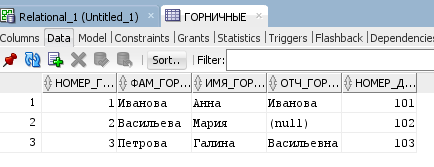 Relational_1 (Untitled_1) ГОРНИЧНЫЕ
Columns Data Model Constraints Grants Statistics Triggers Flashback Dependencies
Sort.. Filter:
НОМЕР_Г... ФАМ_ГОР... ИМЯ_ГОР... ОТЧ_ГОР... НОМЕР_Д...
1 1 Иванова Анна Иванова 101
2 2 Васильева Мария (null) 102
3 3 Петрова Галина Васильевна 103